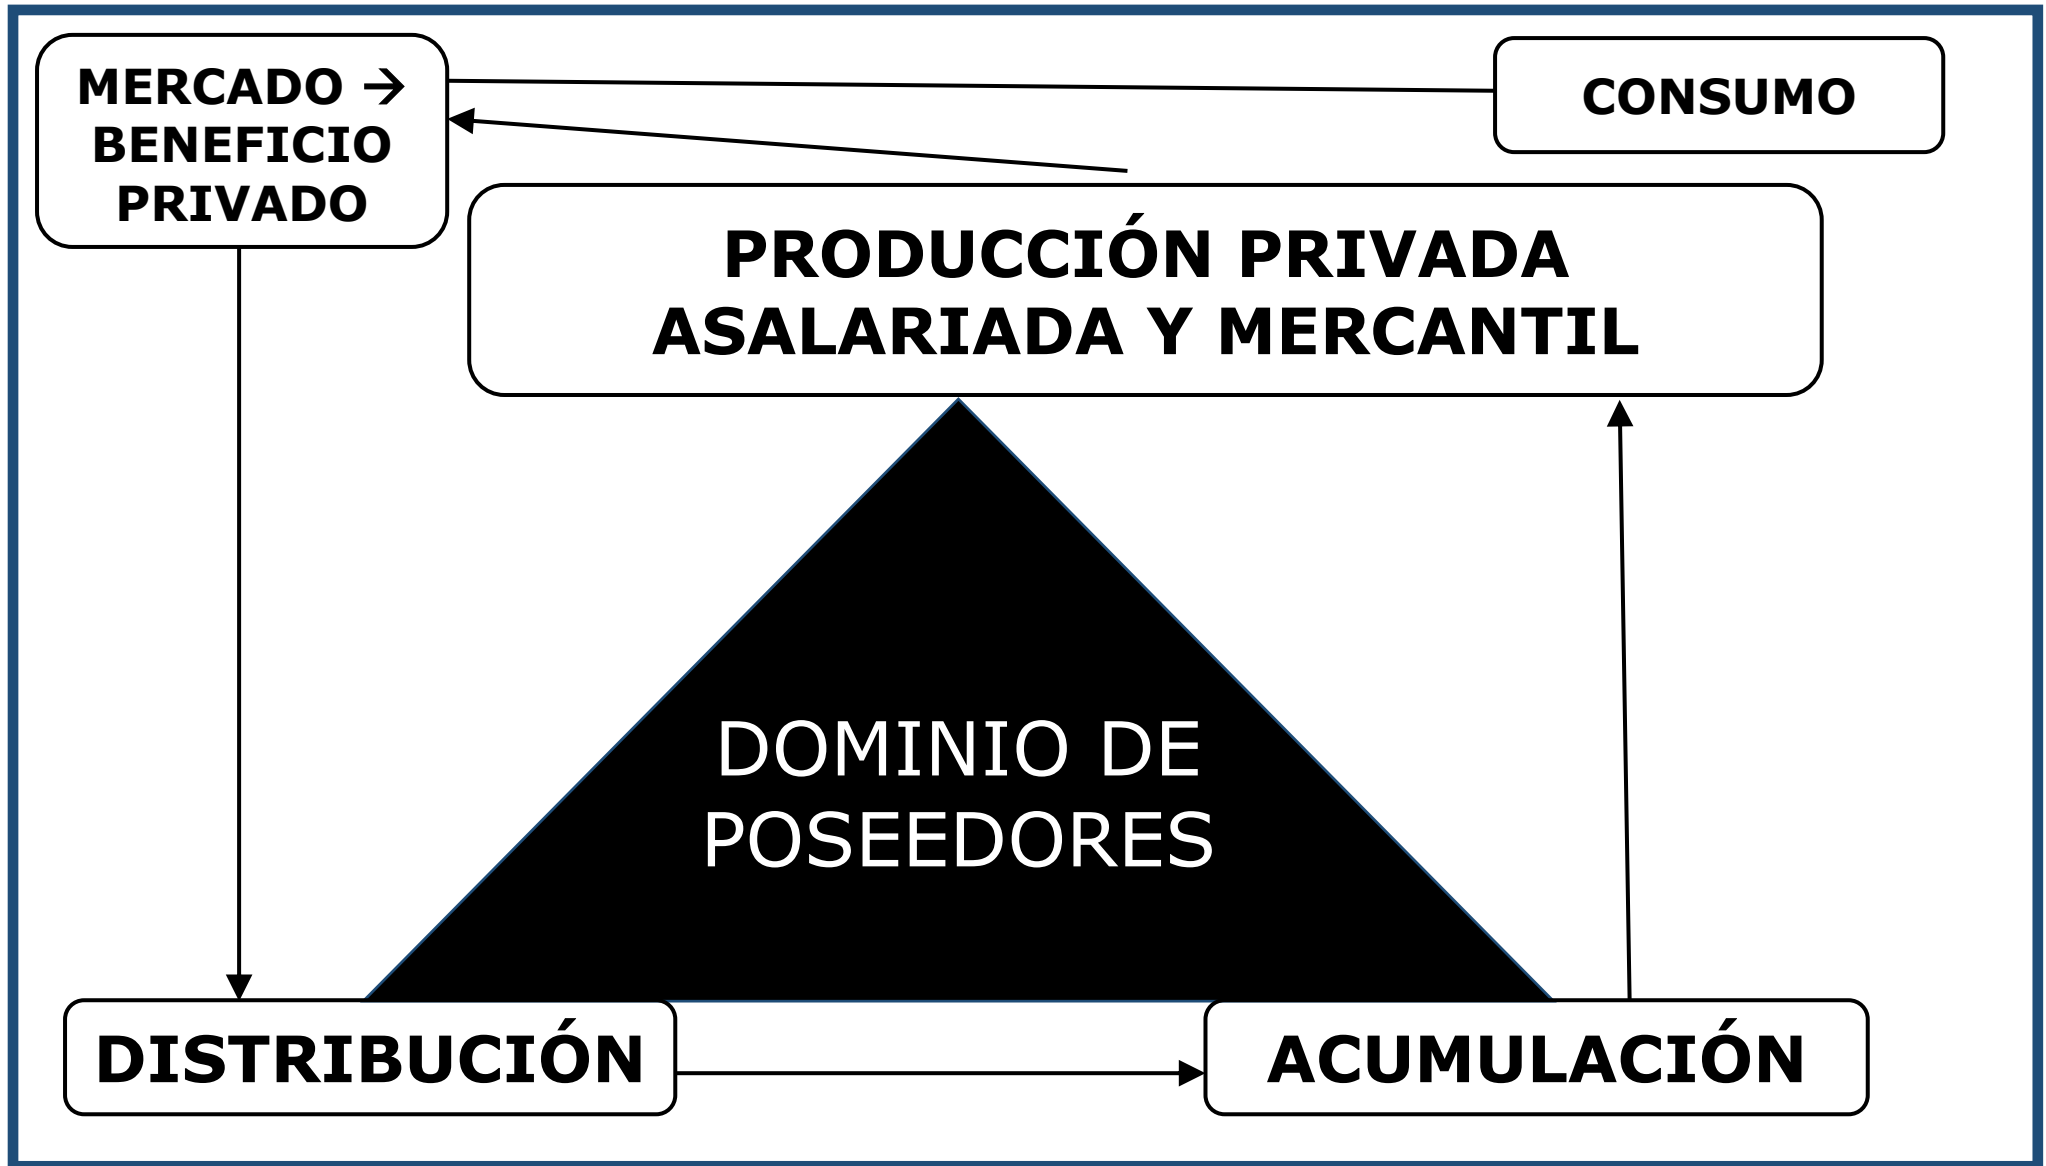 MERCADO →
BENEFICIO
PRIVADO
CONSUMO
PRODUCCIÓN PRIVADA
ASALARIADA Y MERCANTIL
DOMINIO DE
POSEEDORES
DISTRIBUCIÓN
ACUMULACIÓN